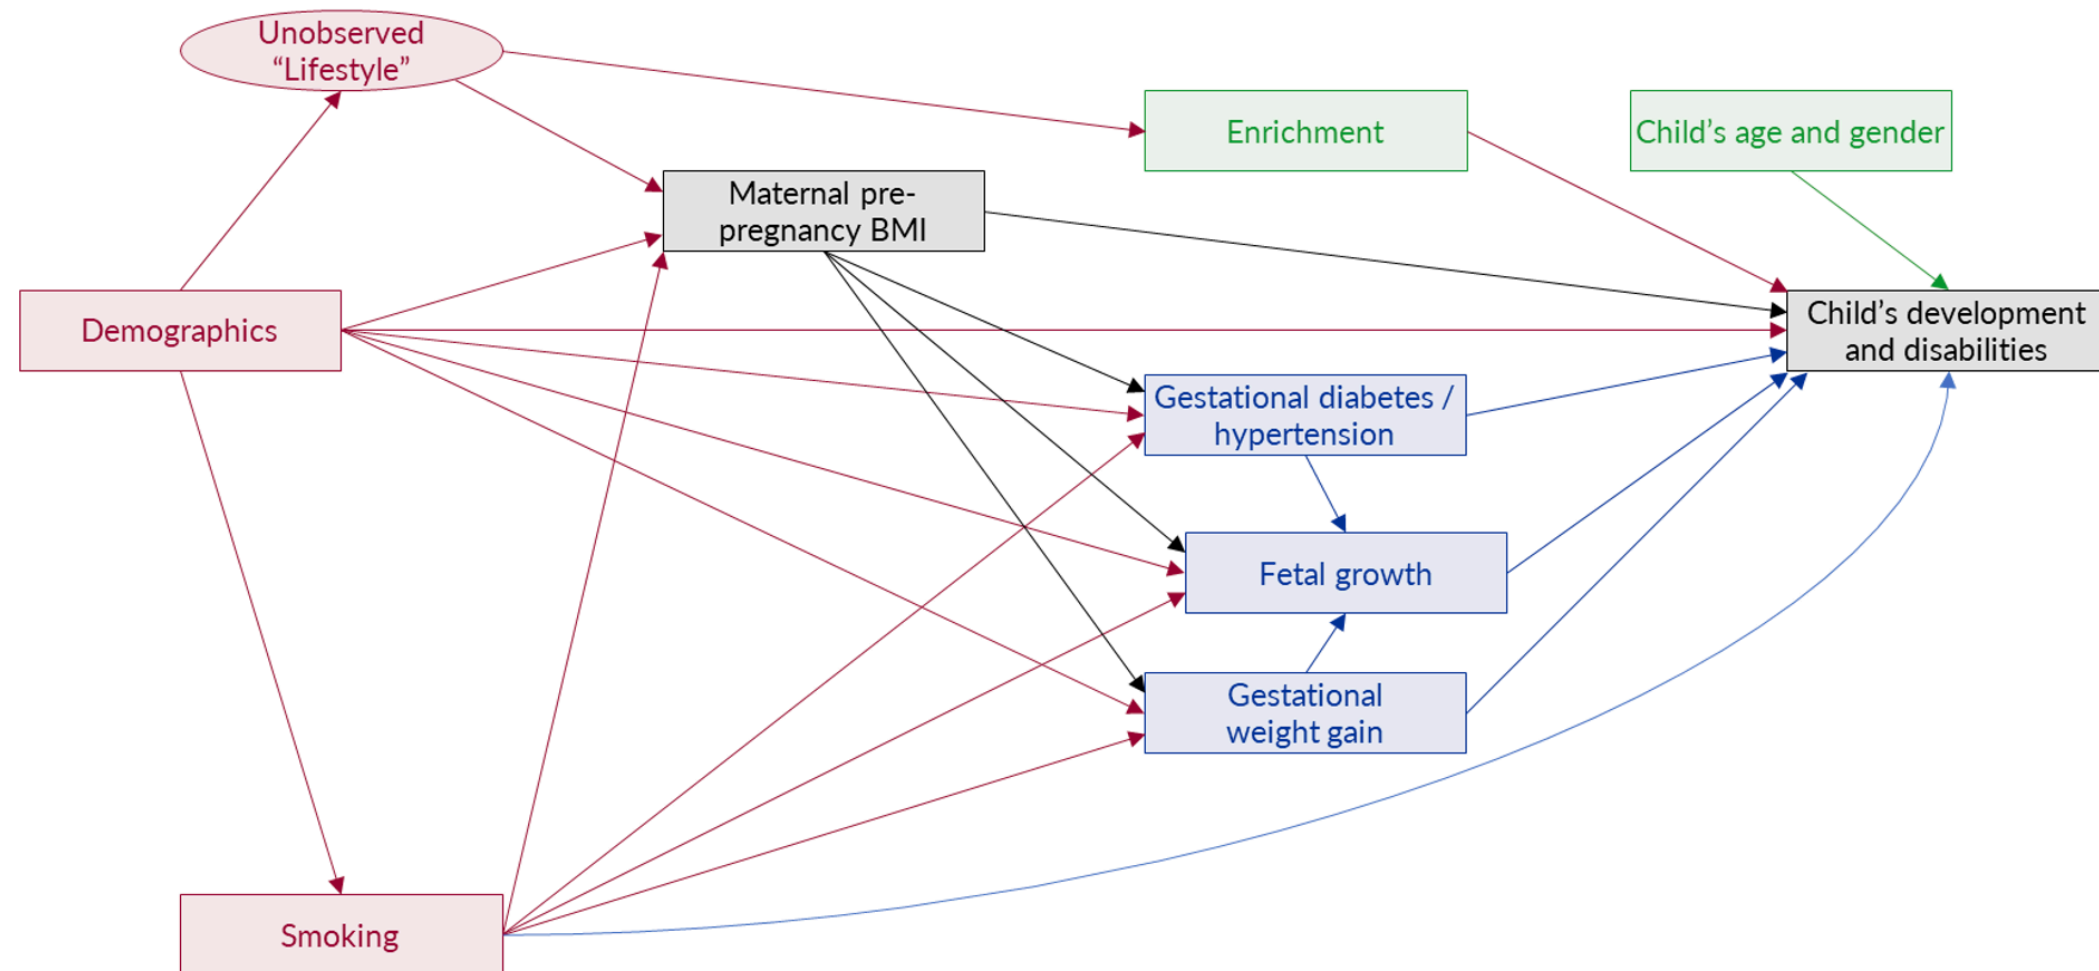 Unobserved
“Lifestyle”
Enrichment
Child’s age and gender
Maternal pre-
pregnancy BMI
Demographics
Child’s development
and disabilities
Gestational diabetes /
hypertension
Fetal growth
Gestational
weight gain
Smoking